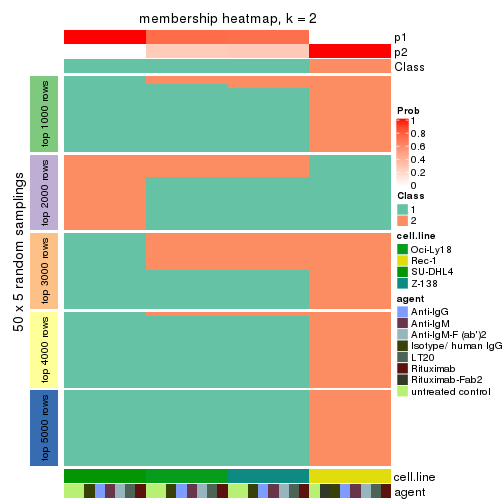 membership heatmap, k = 2
p1
p2
Class
50 x 5 random samplings
top 1000 rows
top 2000 rows
top 3000 rows
top 4000 rows
top 5000 rows
cell.line
agent
Prob
1
0.8
0.6
0.4
0.2
0
Class
1
2
cell.line
Oci-Ly18
Rec-1
SU-DHL4
Z-138
agent
Anti-IgG
Anti-IgM
Anti-IgM-F (ab')2
Isotype/ human IgG
LT20
Rituximab
Rituximab-Fab2
untreated control